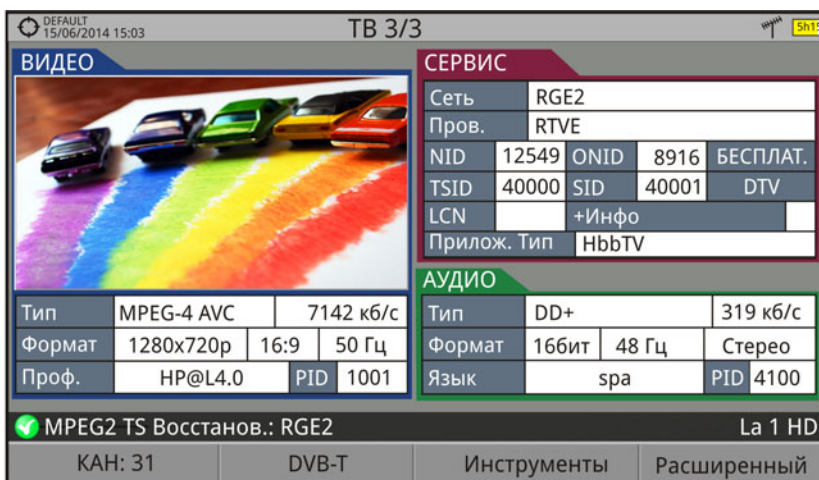 DEFAULT
15/06/2014 15:03
ТВ 3/3
5h15
ВИДЕО
Тип MPEG-4 AVC 7142 кб/с
Формат 1280x720p 16:9 50 Гц
Проф. HP@L4.0 PID 1001
СЕРВИС
Сеть RGE2
Пров. RTVE
NID 12549 ONID 8916 БЕСПЛАТ.
TSID 40000 SID 40001 DTV
LCN +Инфо
Прилож. Тип HbbTV
АУДИО
Тип DD+ 319 кб/с
Формат 16бит 48 Гц Стерео
Язык spa PID 4100
MPEG2 TS Восстанов.: RGE2 La 1 HD
КАН: 31 DVB-T Инструменты Расширенный